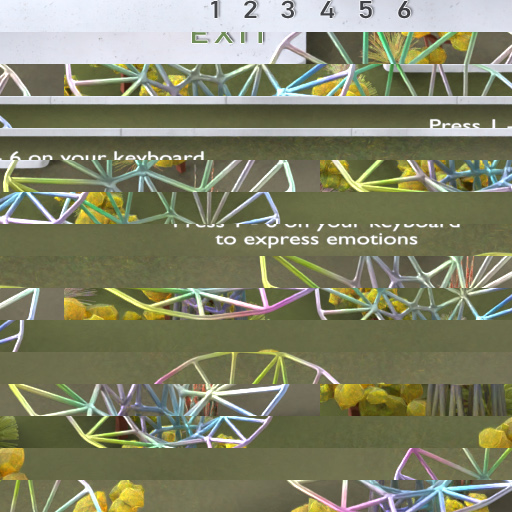 1 2 3 4 5 6
EXIT
Press 1 -
6 on your keyboard
Press 1 - 6 on your keyboard
to express emotions